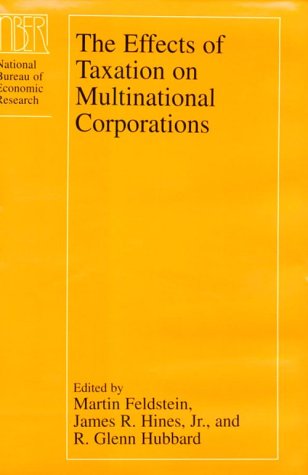 NBER
National
Bureau of
Economic
Research
The Effects of
Taxation on
Multinational
Corporations
Edited by
Martin Feldstein,
James R. Hines, Jr., and
R. Glenn Hubbard